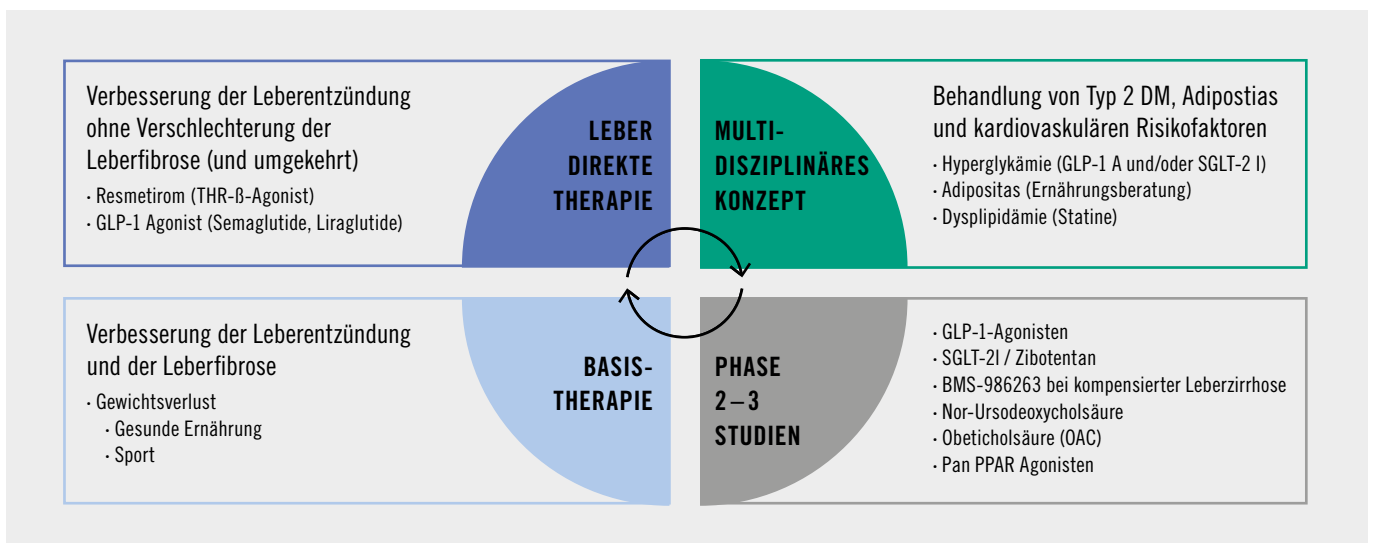 Verbesserung der Leberentzündung
ohne Verschlechterung der
Leberfibrose (und umgekehrt)
· Resmetirom (THR-ß-Agonist)
· GLP-1 Agonist (Semaglutide, Liraglutide)
LEBER
DIREKTE
THERAPIE
MULTI-
DISZIPLINÄRES
KONZEPT
Behandlung von Typ 2 DM, Adipostias
und kardiovaskulären Risikofaktoren
· Hyperglykämie (GLP-1 A und/oder SGLT-2 I)
· Adipositas (Ernährungsberatung)
· Dysplipidämie (Statine)
Verbesserung der Leberentzündung
und der Leberfibrose
· Gewichtsverlust
· Gesunde Ernährung
· Sport
BASIS-
THERAPIE
PHASE
2–3
STUDIEN
· GLP-1-Agonisten
· SGLT-2I / Zibotentan
· BMS-986263 bei kompensierter Leberzirrhose
· Nor-Ursodeoxycholsäure
· Obeticholsäure (OAC)
· Pan PPAR Agonisten